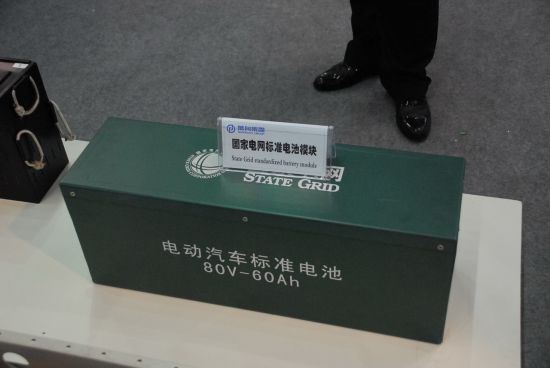 国家电网标准电池模块
State Grid standardized battery module
网
STATE GRID
电动汽车标准电池
80V-60Ah